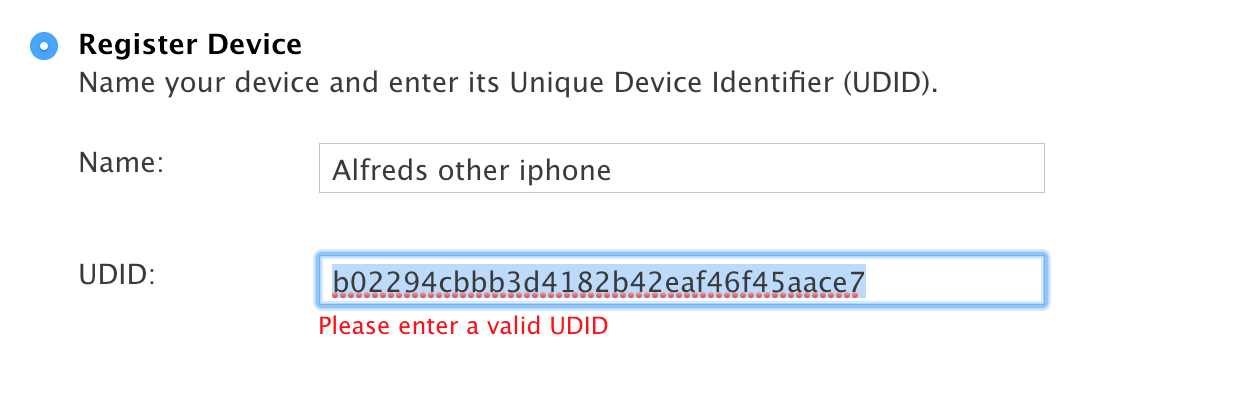 Register Device
Name your device and enter its Unique Device Identifier (UDID).
Name: Alfreds other iphone
UDID: b02294cbbb3d4182b42eaf46f45aace7
Please enter a valid UDID